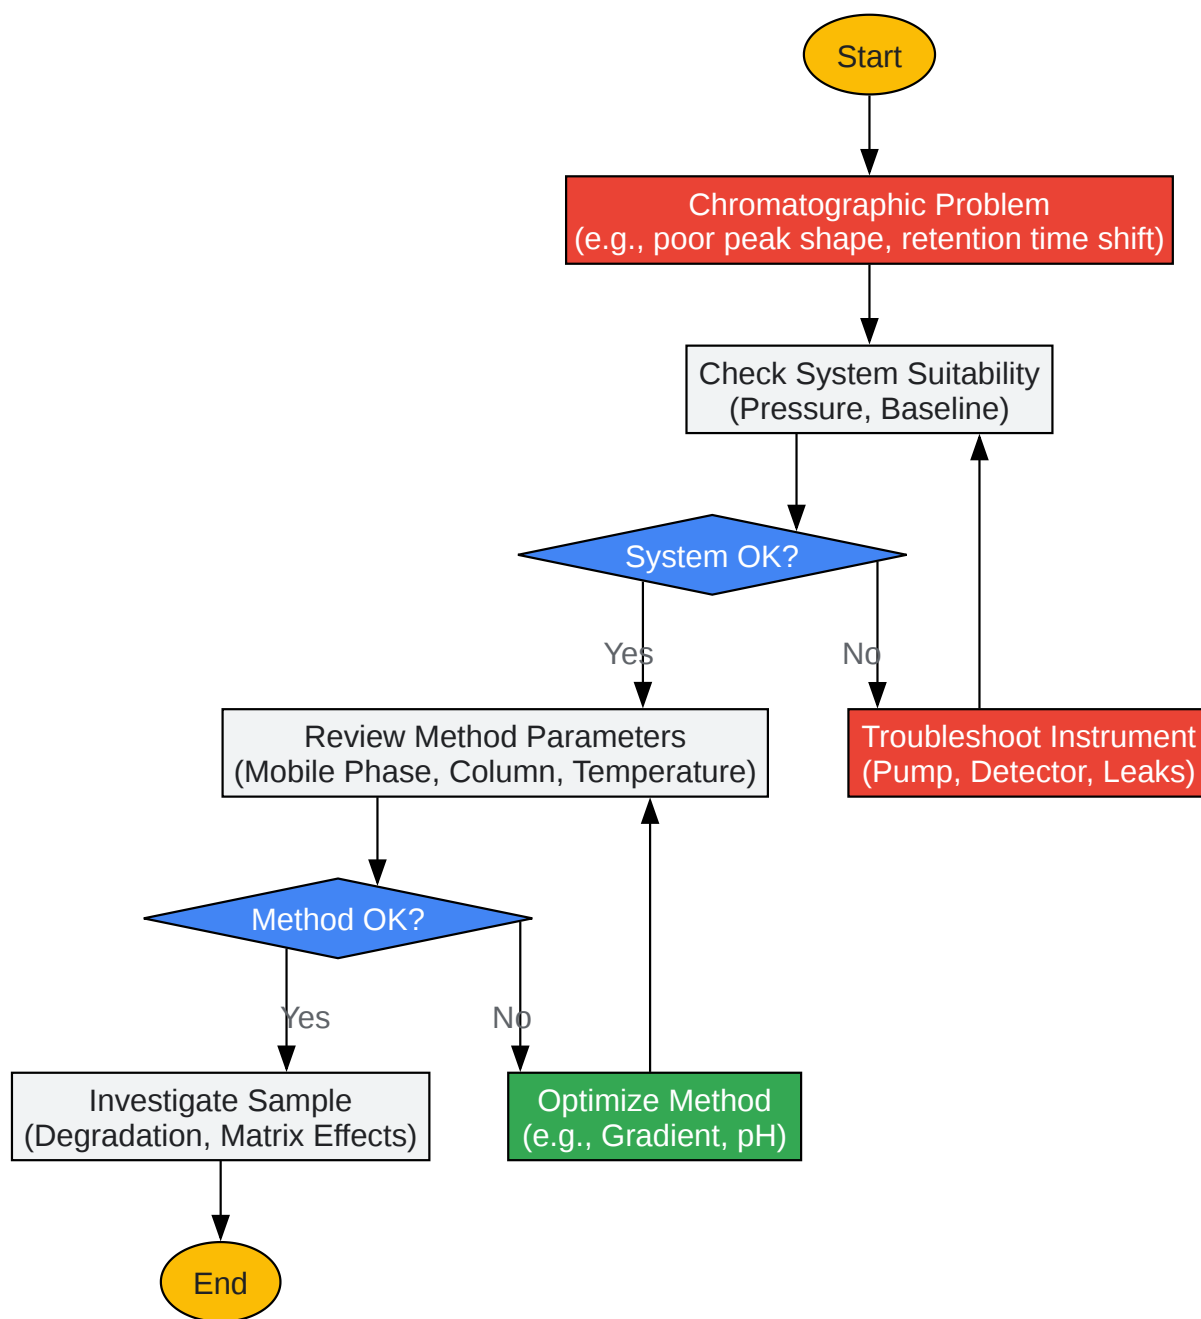 Start
Chromatographic Problem
(e.g., poor peak shape, retention time shift)
Check System Suitability
(Pressure, Baseline)
System OK?
Yes
No
Review Method Parameters
(Mobile Phase, Column, Temperature)
Troubleshoot Instrument
(Pump, Detector, Leaks)
Method OK?
Yes
No
Investigate Sample
(Degradation, Matrix Effects)
Optimize Method
(e.g., Gradient, pH)
End